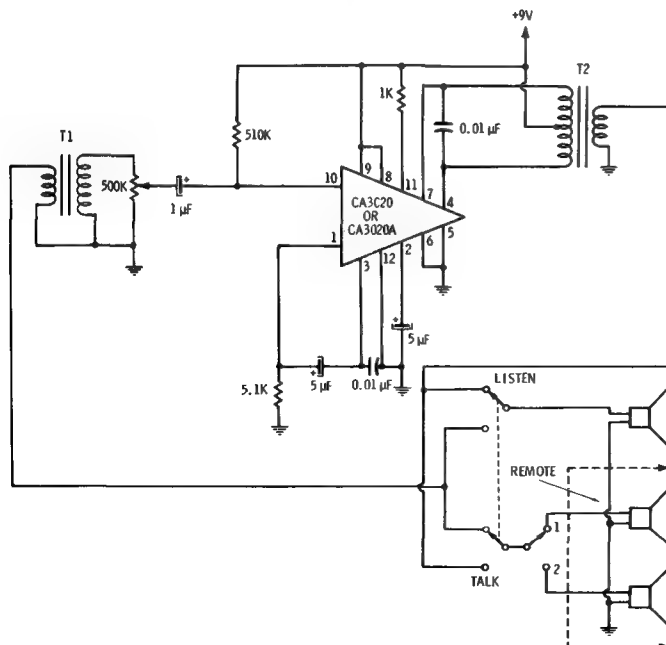 +9V
T2
1K
0.01 µF
510K
T1
500K
1 µF
10
9
8
11
7
4
CA3C20
OR
CA3020A
1
3
12
2
6
5
5 µF
5.1K
5 µF
0.01 µF
LISTEN
REMOTE
1
2
TALK